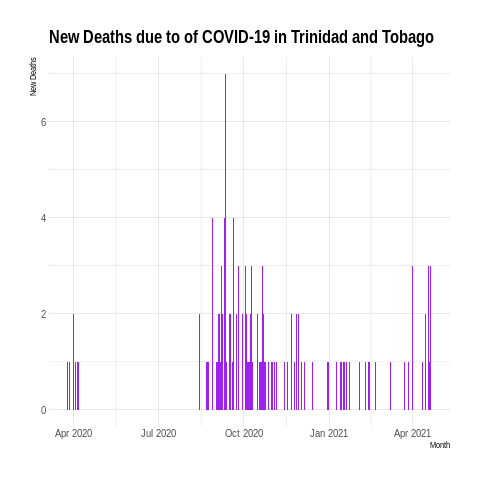 New Deaths due to of COVID-19 in Trinidad and Tobago
New Deaths
6
4
2
0
Apr 2020 Jul 2020 Oct 2020 Jan 2021 Apr 2021
Month